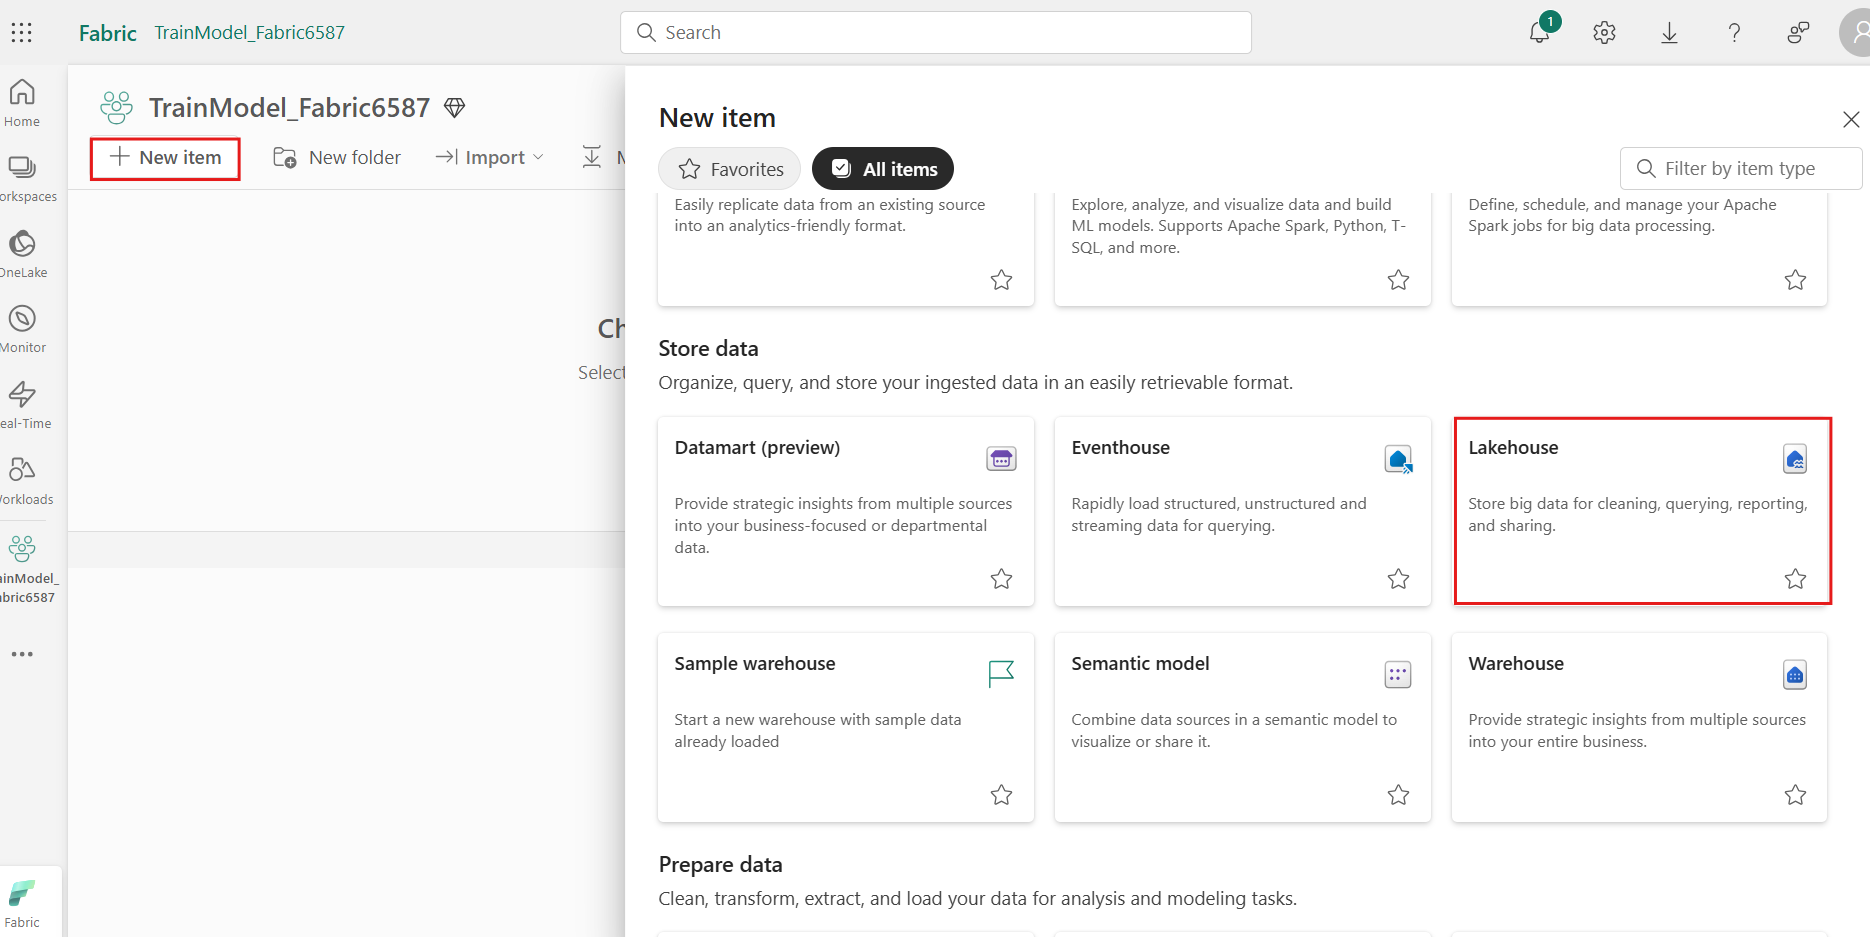 Fabric TrainModel_Fabric6587
Search
1
Home
orkspaces
OneLake
Monitor
eal-Time
orkloads
ainModel_
abric6587
Fabric
TrainModel_Fabric6587
New item
New folder
Import
M
Ch
Select
New item
Favorites
All items
Filter by item type
Easily replicate data from an existing source
into an analytics-friendly format.
Explore, analyze, and visualize data and build
ML models. Supports Apache Spark, Python, T-
SQL, and more.
Define, schedule, and manage your Apache
Spark jobs for big data processing.
Store data
Organize, query, and store your ingested data in an easily retrievable format.
Datamart (preview)
Provide strategic insights from multiple sources
into your business-focused or departmental
data.
Eventhouse
Rapidly load structured, unstructured and
streaming data for querying.
Lakehouse
Store big data for cleaning, querying, reporting,
and sharing.
Sample warehouse
Start a new warehouse with sample data
already loaded
Semantic model
Combine data sources in a semantic model to
visualize or share it.
Warehouse
Provide strategic insights from multiple sources
into your entire business.
Prepare data
Clean, transform, extract, and load your data for analysis and modeling tasks.